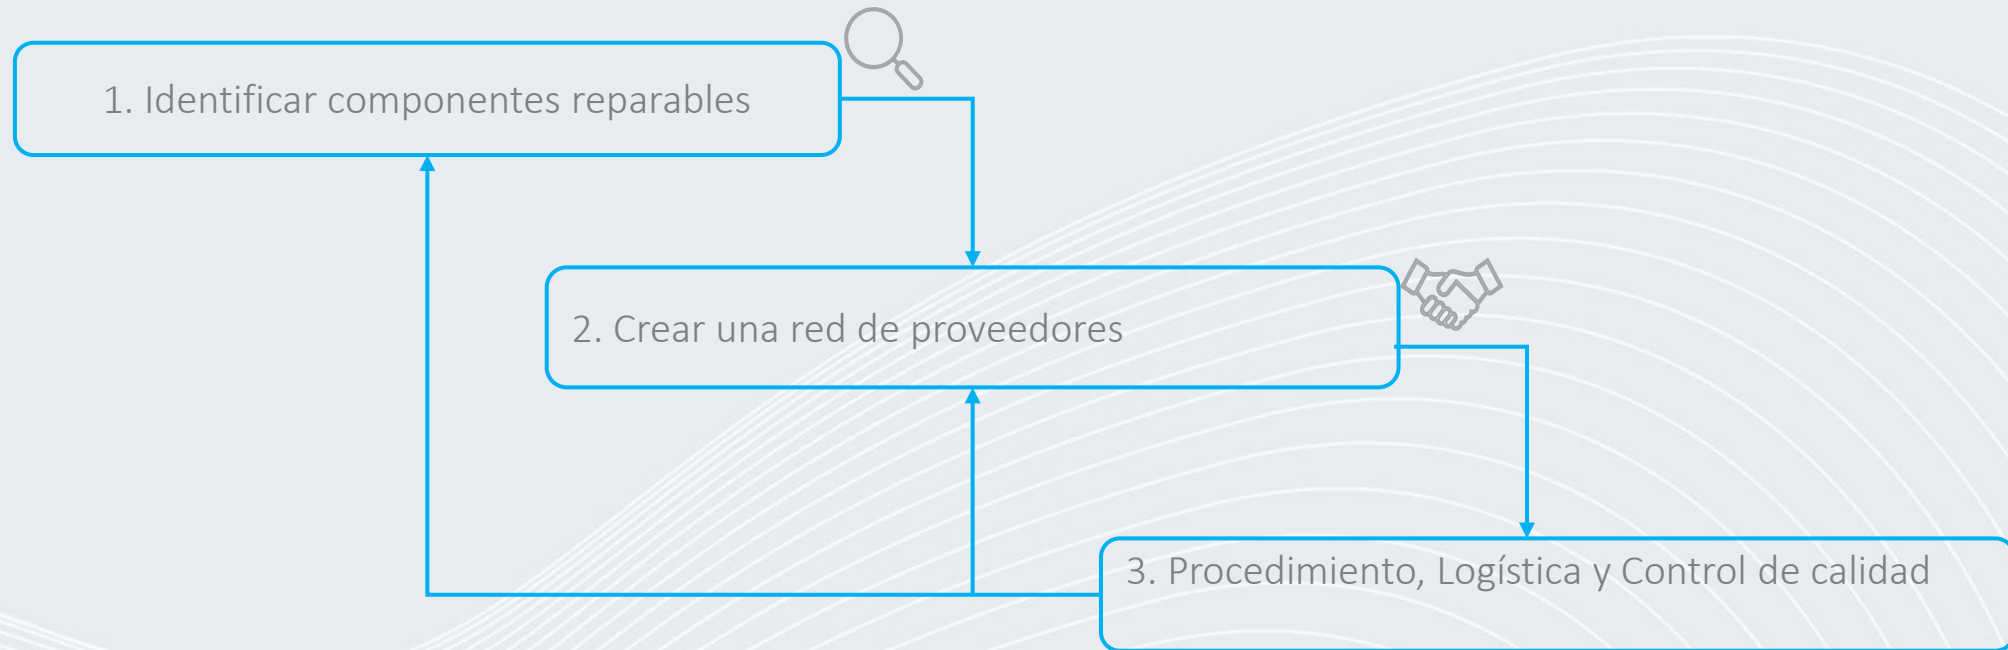 1. Identificar componentes reparables
2. Crear una red de proveedores
3. Procedimiento, Logística y Control de calidad